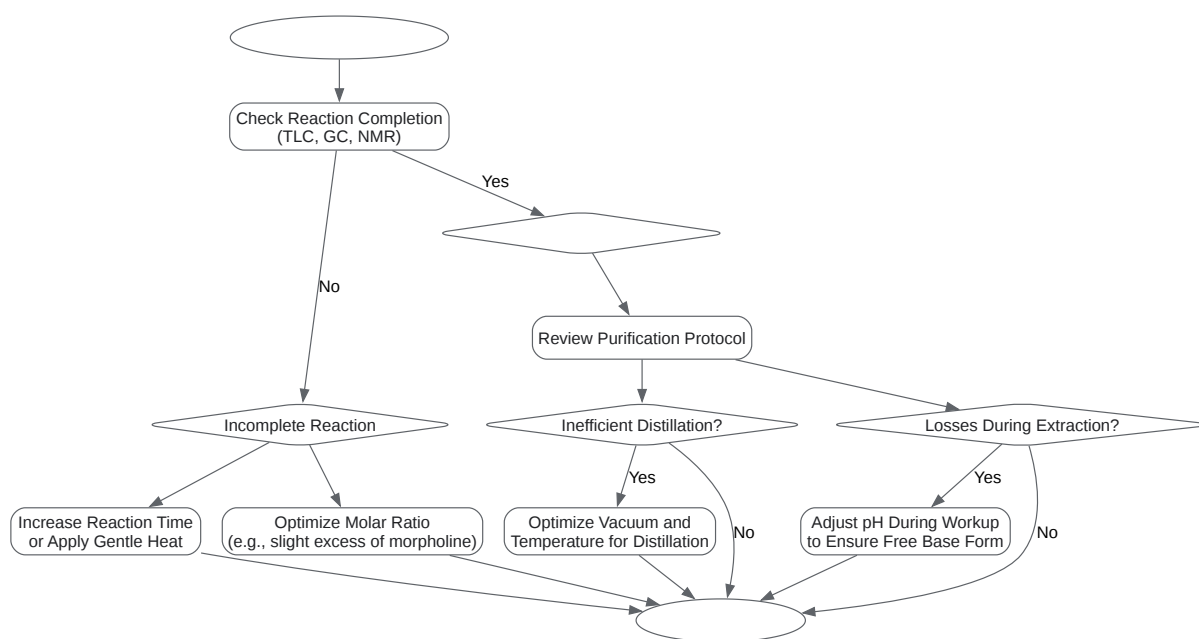 Check Reaction Completion
(TLC, GC, NMR)
Yes
No
Review Purification Protocol
Incomplete Reaction
Inefficient Distillation?
Losses During Extraction?
Yes
Yes
Increase Reaction Time
or Apply Gentle Heat
Optimize Molar Ratio
(e.g., slight excess of morpholine)
Optimize Vacuum and
Temperature for Distillation
No
Adjust pH During Workup
to Ensure Free Base Form
No